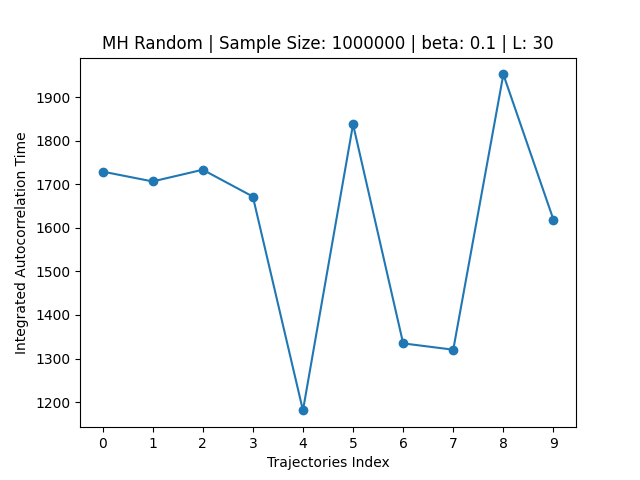 MH Random | Sample Size: 1000000 | beta: 0.1 | L: 30
Integrated Autocorrelation Time
1900
1800
1700
1600
1500
1400
1300
1200
0 1 2 3 4 5 6 7 8 9
Trajectories Index